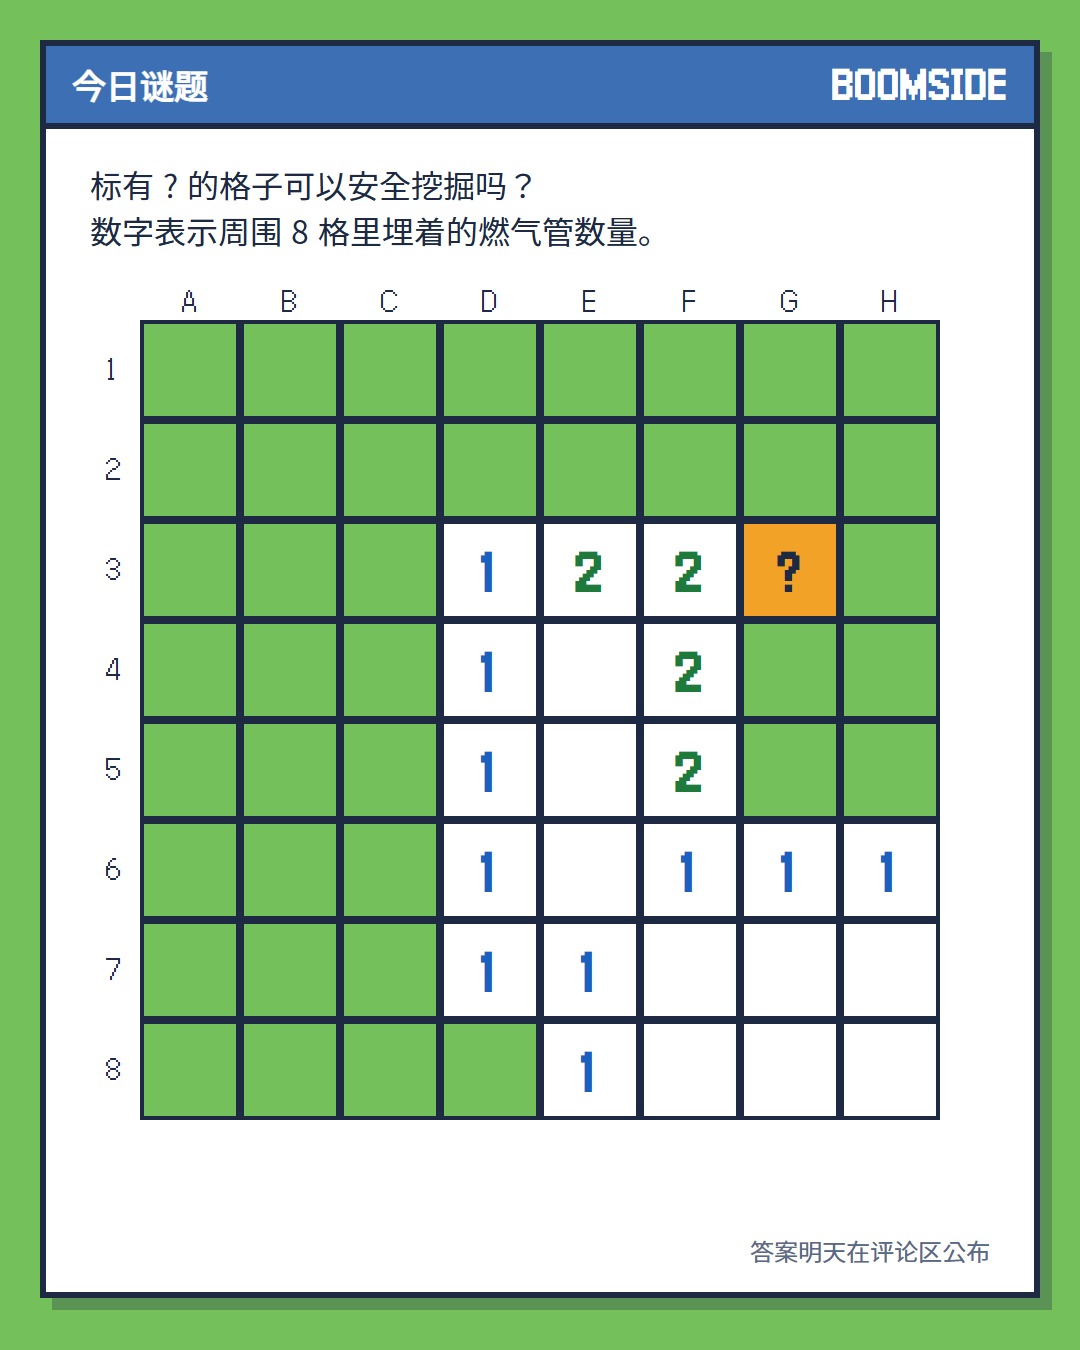 今日谜题 BOOMSIDE
标有 ? 的格子可以安全挖掘吗？
数字表示周围 8 格里埋着的燃气管数量。
A B C D E F G H
1
2
3 1 2 2 ?
4 1 2
5 1 2
6 1 1 1 1
7 1 1
8 1
答案明天在评论区公布